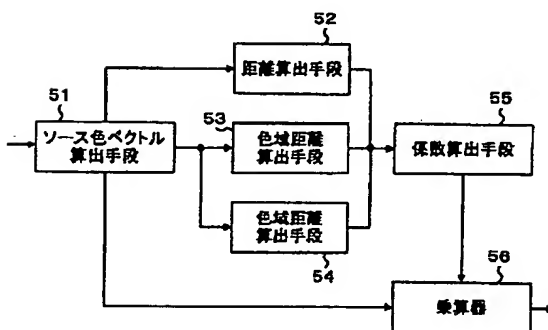 52
距離算出手段
51
ソース色ベクトル
算出手段
53
色域距離
算出手段
55
係数算出手段
色域距離
算出手段
54
56
乗算器